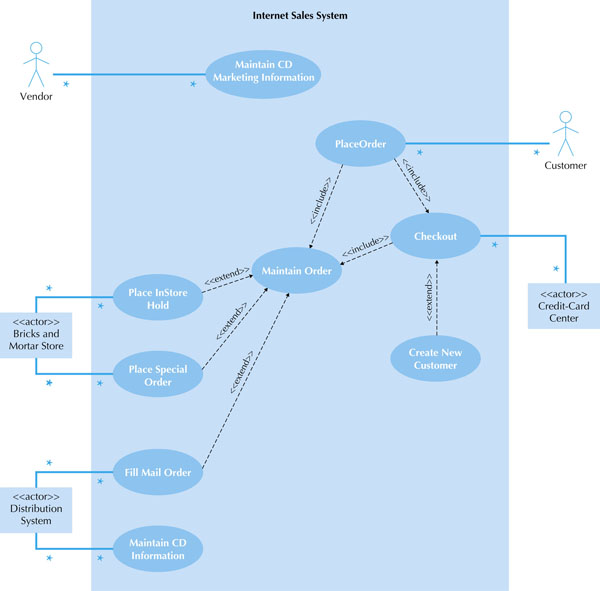 Internet Sales System
Vendor
*
*
Maintain CD
Marketing Information
PlaceOrder
*
*
Customer
<<include>>
<<include>>
Checkout
*
*
<<include>>
Maintain Order
<<extend>>
Place InStore
Hold
*
*
<<actor>>
Bricks and
Mortar Store
<<actor>>
Credit-Card
Center
<<extend>>
<<extend>>
<<extend>>
Place Special
Order
*
*
Create New
Customer
Fill Mail Order
*
*
<<actor>>
Distribution
System
Maintain CD
Information
*
*